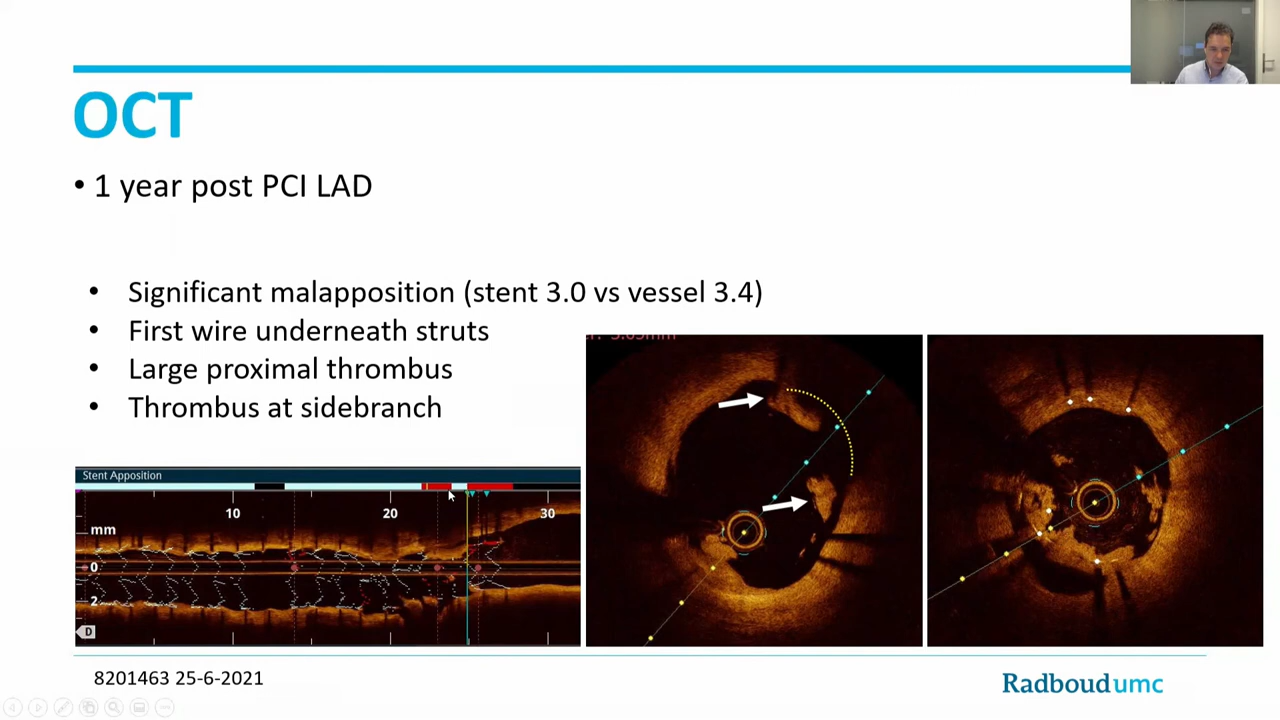 OCT
• 1 year post PCI LAD
• Significant malapposition (stent 3.0 vs vessel 3.4)
• First wire underneath struts
• Large proximal thrombus
• Thrombus at sidebranch
Stent Apposition
10 20 30
mm
0
2
D
8201463 25-6-2021
Radboudumc